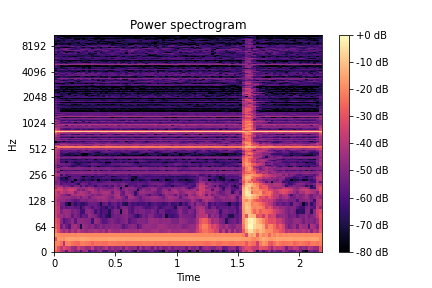 Power spectrogram
8192
4096
2048
1024
512
256
128
64
0
Hz
0
0.5
1
1.5
2
Time
+0 dB
-10 dB
-20 dB
-30 dB
-40 dB
-50 dB
-60 dB
-70 dB
-80 dB